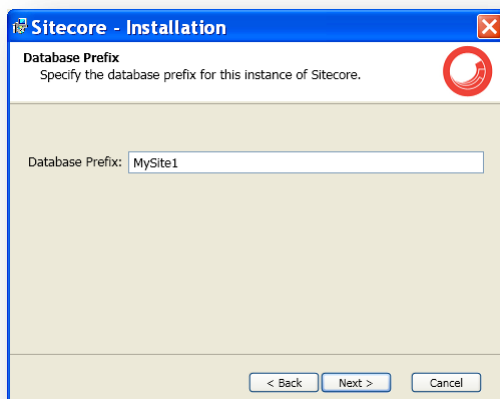 Sitecore - Installation
Database Prefix
Specify the database prefix for this instance of Sitecore.
Database Prefix: MySite1
< Back Next > Cancel